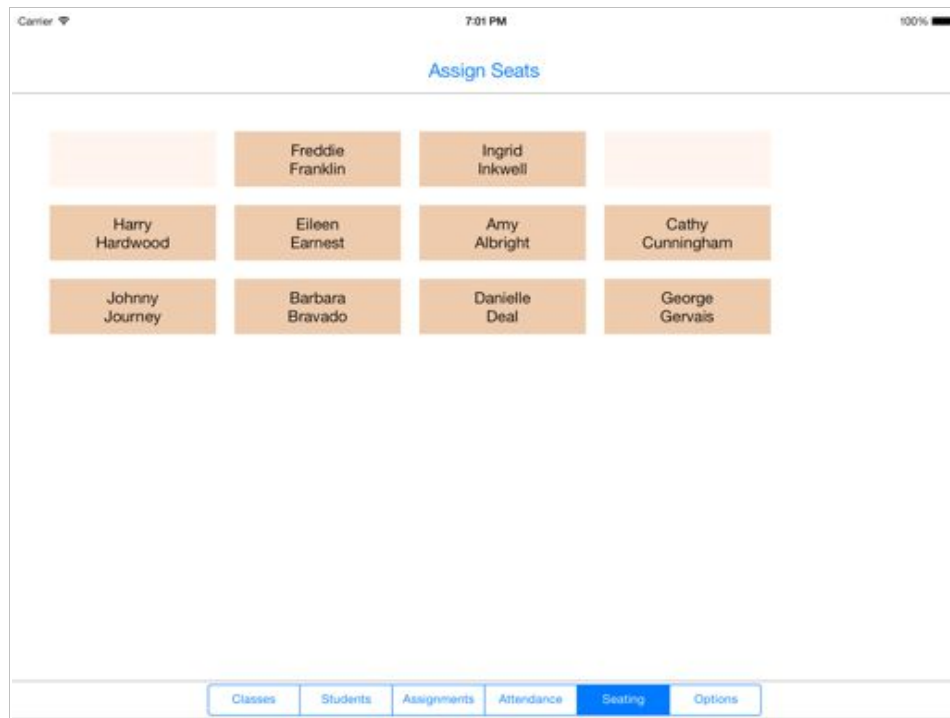 Carrier 7:01 PM 100%
Assign Seats
Freddie Franklin
Ingrid Inkwell
Harry Hardwood
Eileen Earnest
Amy Albright
Cathy Cunningham
Johnny Journey
Barbara Bravado
Danielle Deal
George Gervais
Classes Students Assignments Attendance Seating Options